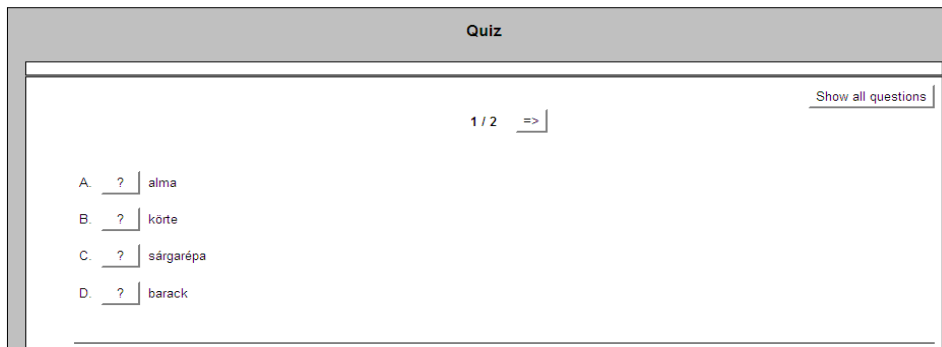 Quiz
Show all questions
1 / 2 =>
A. ? alma
B. ? körte
C. ? sárgarépa
D. ? barack